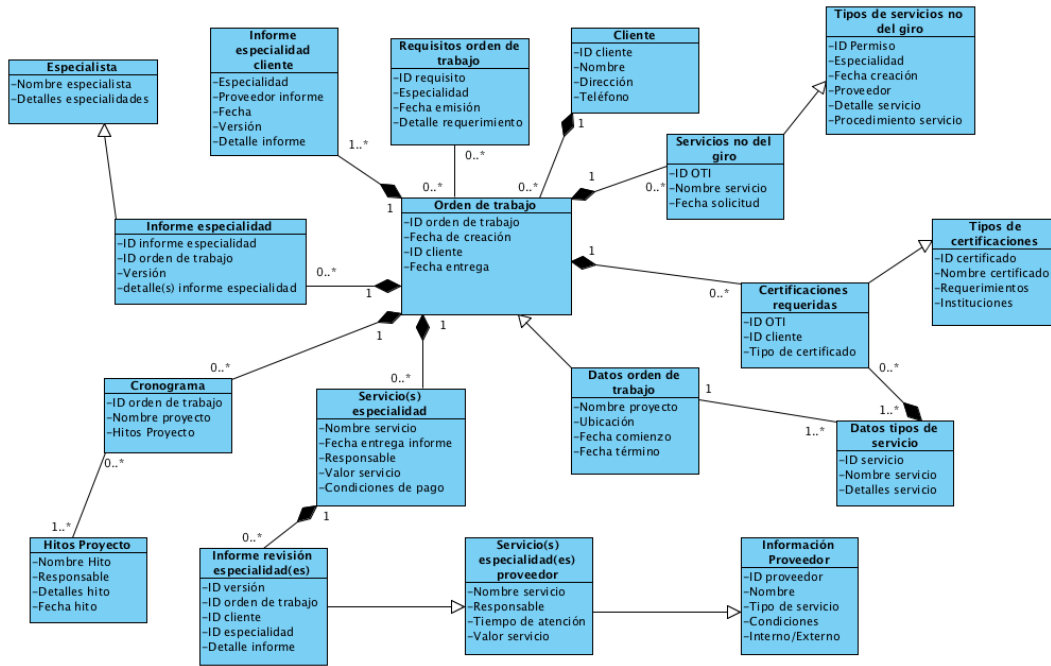 Especialista
–Nombre especialista
–Detalles especialidades
Informe
especialidad
cliente
–Especialidad
–Proveedor informe
–Fecha
–Versión
–Detalle informe
1..*
1
Requisitos orden de
trabajo
–ID requisito
–Especialidad
–Fecha emisión
–Detalle requerimiento
0..*
0..*
Cliente
–ID cliente
–Nombre
–Dirección
–Teléfono
1
0..*
Tipos de servicios no
del giro
–ID Permiso
–Especialidad
–Fecha creación
–Proveedor
–Detalle servicio
–Procedimiento servicio
Servicios no del
giro
–ID OTI
–Nombre servicio
–Fecha solicitud
1
0..*
Orden de trabajo
–ID orden de trabajo
–Fecha de creación
–ID cliente
–Fecha entrega
Informe especialidad
–ID informe especialidad
–ID orden de trabajo
–Versión
–detalle(s) informe especialidad
0..*
1
Tipos de
certificaciones
–ID certificado
–Nombre certificado
–Requerimientos
–Instituciones
1
0..*
Certificaciones
requeridas
–ID OTI
–ID cliente
–Tipo de certificado
0..*
1..*
1
0..*
Cronograma
–ID orden de trabajo
–Nombre proyecto
–Hitos Proyecto
0..*
1..*
1
0..*
Servicio(s)
especialidad
–Nombre servicio
–Fecha entrega informe
–Responsable
–Valor servicio
–Condiciones de pago
1
0..*
Datos orden de
trabajo
–Nombre proyecto
–Ubicación
–Fecha comienzo
–Fecha término
1
1..*
Datos tipos de
servicio
–ID servicio
–Nombre servicio
–Detalles servicio
Hitos Proyecto
–Nombre Hito
–Responsable
–Detalles hito
–Fecha hito
Informe revisión
especialidad(es)
–ID versión
–ID orden de trabajo
–ID cliente
–ID especialidad
–Detalle informe
Servicio(s)
especialidad(es)
proveedor
–Nombre servicio
–Responsable
–Tiempo de atención
–Valor servicio
Información
Proveedor
–ID proveedor
–Nombre
–Tipo de servicio
–Condiciones
–Interno/Externo